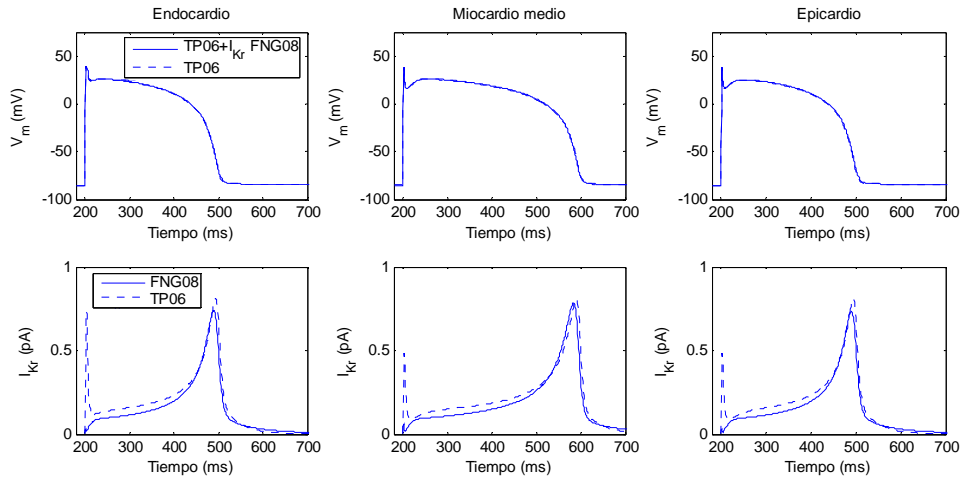 Endocardio
Miocardio medio
Epicardio
50
0
-50
-100
V_m (mV)
TP06+I_Kr FNG08
TP06
200 300 400 500 600 700
Tiempo (ms)
50
0
-50
-100
V_m (mV)
200 300 400 500 600 700
Tiempo (ms)
50
0
-50
-100
V_m (mV)
200 300 400 500 600 700
Tiempo (ms)
1
0.5
0
I_Kr (pA)
FNG08
TP06
200 300 400 500 600 700
Tiempo (ms)
1
0.5
0
I_Kr (pA)
200 300 400 500 600 700
Tiempo (ms)
1
0.5
0
I_Kr (pA)
200 300 400 500 600 700
Tiempo (ms)